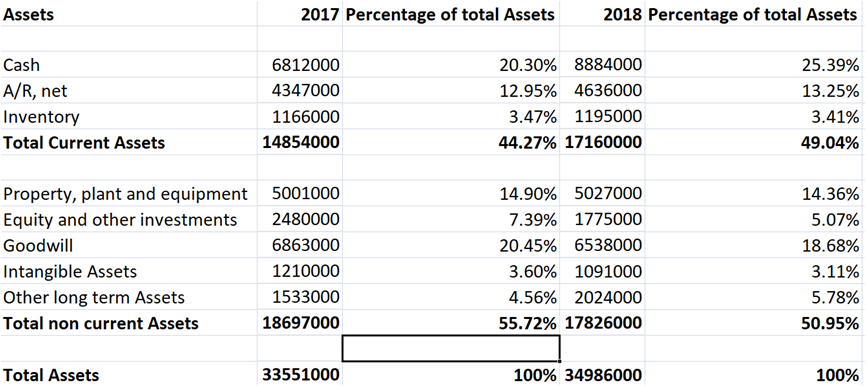 Assets 2017 Percentage of total Assets 2018 Percentage of total Assets
Cash 6812000 20.30% 8884000 25.39%
A/R, net 4347000 12.95% 4636000 13.25%
Inventory 1166000 3.47% 1195000 3.41%
Total Current Assets 14854000 44.27% 17160000 49.04%
Property, plant and equipment 5001000 14.90% 5027000 14.36%
Equity and other investments 2480000 7.39% 1775000 5.07%
Goodwill 6863000 20.45% 6538000 18.68%
Intangible Assets 1210000 3.60% 1091000 3.11%
Other long term Assets 1533000 4.56% 2024000 5.78%
Total non current Assets 18697000 55.72% 17826000 50.95%
Total Assets 33551000 100% 34986000 100%